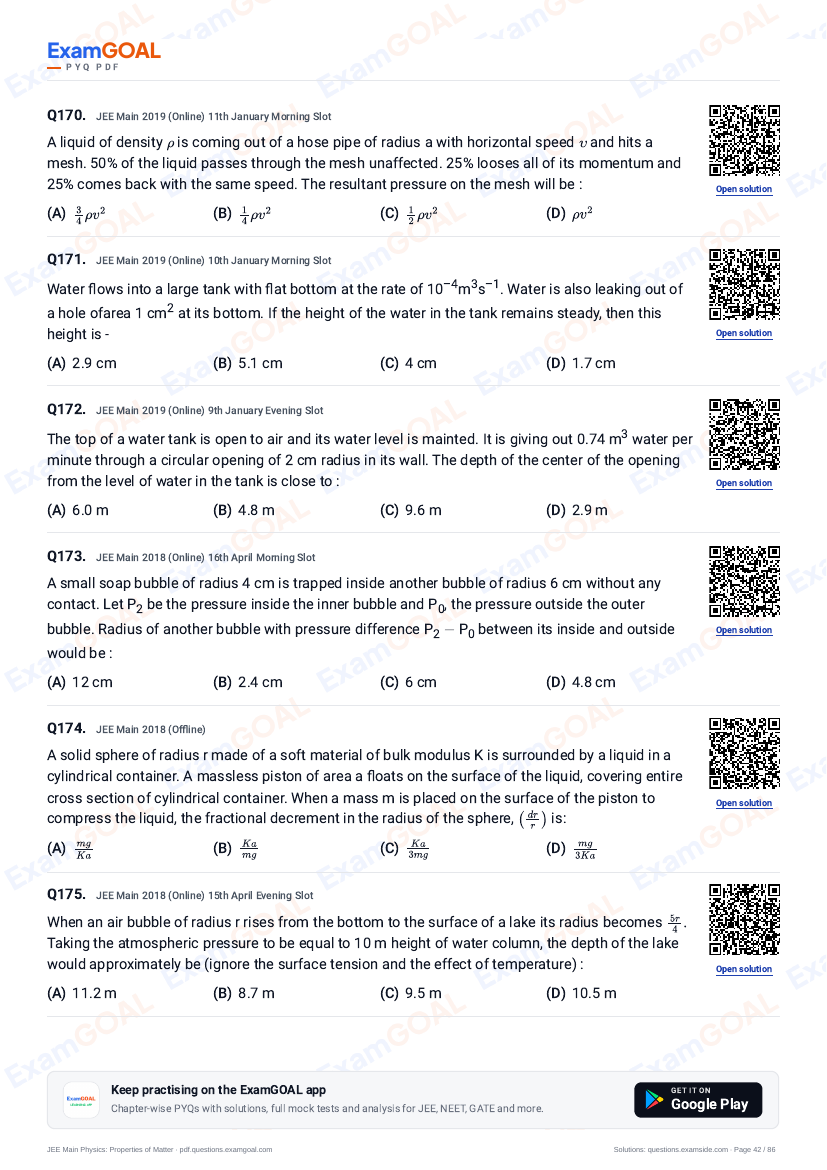 ExamGOAL
PYQ PDF
Q170. JEE Main 2019 (Online) 11th January Morning Slot
A liquid of density ρ is coming out of a hose pipe of radius a with horizontal speed v and hits a
mesh. 50% of the liquid passes through the mesh unaffected. 25% looses all of its momentum and
25% comes back with the same speed. The resultant pressure on the mesh will be :
Open solution
(A) 3/4 ρv² (B) 1/4 ρv² (C) 1/2 ρv² (D) ρv²
Q171. JEE Main 2019 (Online) 10th January Morning Slot
Water flows into a large tank with flat bottom at the rate of 10⁻⁴m³s⁻¹. Water is also leaking out of
a hole ofarea 1 cm² at its bottom. If the height of the water in the tank remains steady, then this
height is -
Open solution
(A) 2.9 cm (B) 5.1 cm (C) 4 cm (D) 1.7 cm
Q172. JEE Main 2019 (Online) 9th January Evening Slot
The top of a water tank is open to air and its water level is mainted. It is giving out 0.74 m³ water per
minute through a circular opening of 2 cm radius in its wall. The depth of the center of the opening
from the level of water in the tank is close to :
Open solution
(A) 6.0 m (B) 4.8 m (C) 9.6 m (D) 2.9 m
Q173. JEE Main 2018 (Online) 16th April Morning Slot
A small soap bubble of radius 4 cm is trapped inside another bubble of radius 6 cm without any
contact. Let P₂ be the pressure inside the inner bubble and P₀, the pressure outside the outer
bubble. Radius of another bubble with pressure difference P₂ − P₀ between its inside and outside
would be :
Open solution
(A) 12 cm (B) 2.4 cm (C) 6 cm (D) 4.8 cm
Q174. JEE Main 2018 (Offline)
A solid sphere of radius r made of a soft material of bulk modulus K is surrounded by a liquid in a
cylindrical container. A massless piston of area a floats on the surface of the liquid, covering entire
cross section of cylindrical container. When a mass m is placed on the surface of the piston to
compress the liquid, the fractional decrement in the radius of the sphere, (dr/r) is:
Open solution
(A) mg/Ka (B) Ka/mg (C) Ka/3mg (D) mg/3Ka
Q175. JEE Main 2018 (Online) 15th April Evening Slot
When an air bubble of radius r rises from the bottom to the surface of a lake its radius becomes 5r/4.
Taking the atmospheric pressure to be equal to 10 m height of water column, the depth of the lake
would approximately be (ignore the surface tension and the effect of temperature) :
Open solution
(A) 11.2 m (B) 8.7 m (C) 9.5 m (D) 10.5 m
ExamGOAL
Keep practising on the ExamGOAL app
Chapter-wise PYQs with solutions, full mock tests and analysis for JEE, NEET, GATE and more.
GET IT ON
Google Play
JEE Main Physics: Properties of Matter · pdf.questions.examgoal.com
Solutions: questions.examside.com · Page 42 / 86